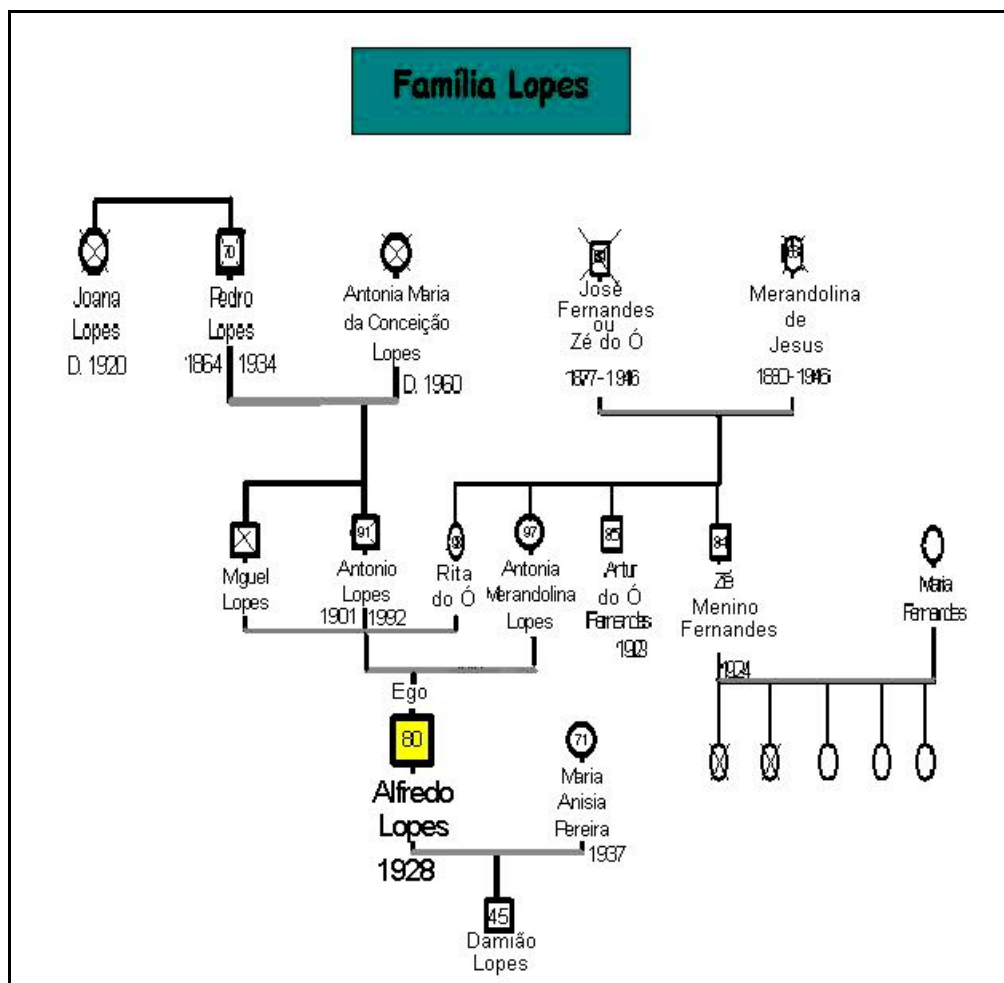 Família Lopes
70
Joana
Lopes
D. 1920
Pedro
Lopes
1864
1934
Antonia Maria
da Conceição
Lopes
D. 1960
José
Fernandes
ou
Zé do Ó
1877-1946
Merandolina
de
Jesus
Miguel
Lopes
91
Antonio
Lopes
1901
1992
Rita
do Ó
97
Antonia
Merandolina
Lopes
85
Artur
do Ó
Fernandes
1923
84
Zé
Menino
Fernandes
1924
Maria
Fernandes
Ego
80
Alfredo
Lopes
1928
71
Maria
Anisia
Pereira
1937
45
Damião
Lopes